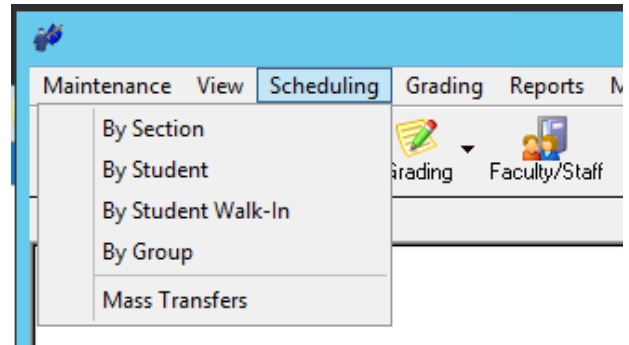 Maintenance View Scheduling Grading Reports
By Section
By Student
By Student Walk-In
By Group
Mass Transfers
Faculty/Staff